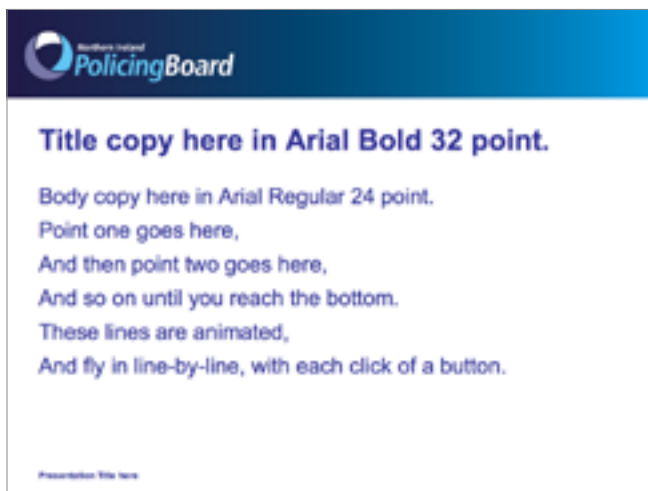 Northern Ireland
PolicingBoard
Title copy here in Arial Bold 32 point.
Body copy here in Arial Regular 24 point.
Point one goes here,
And then point two goes here,
And so on until you reach the bottom.
These lines are animated,
And fly in line-by-line, with each click of a button.
Presentation Title here